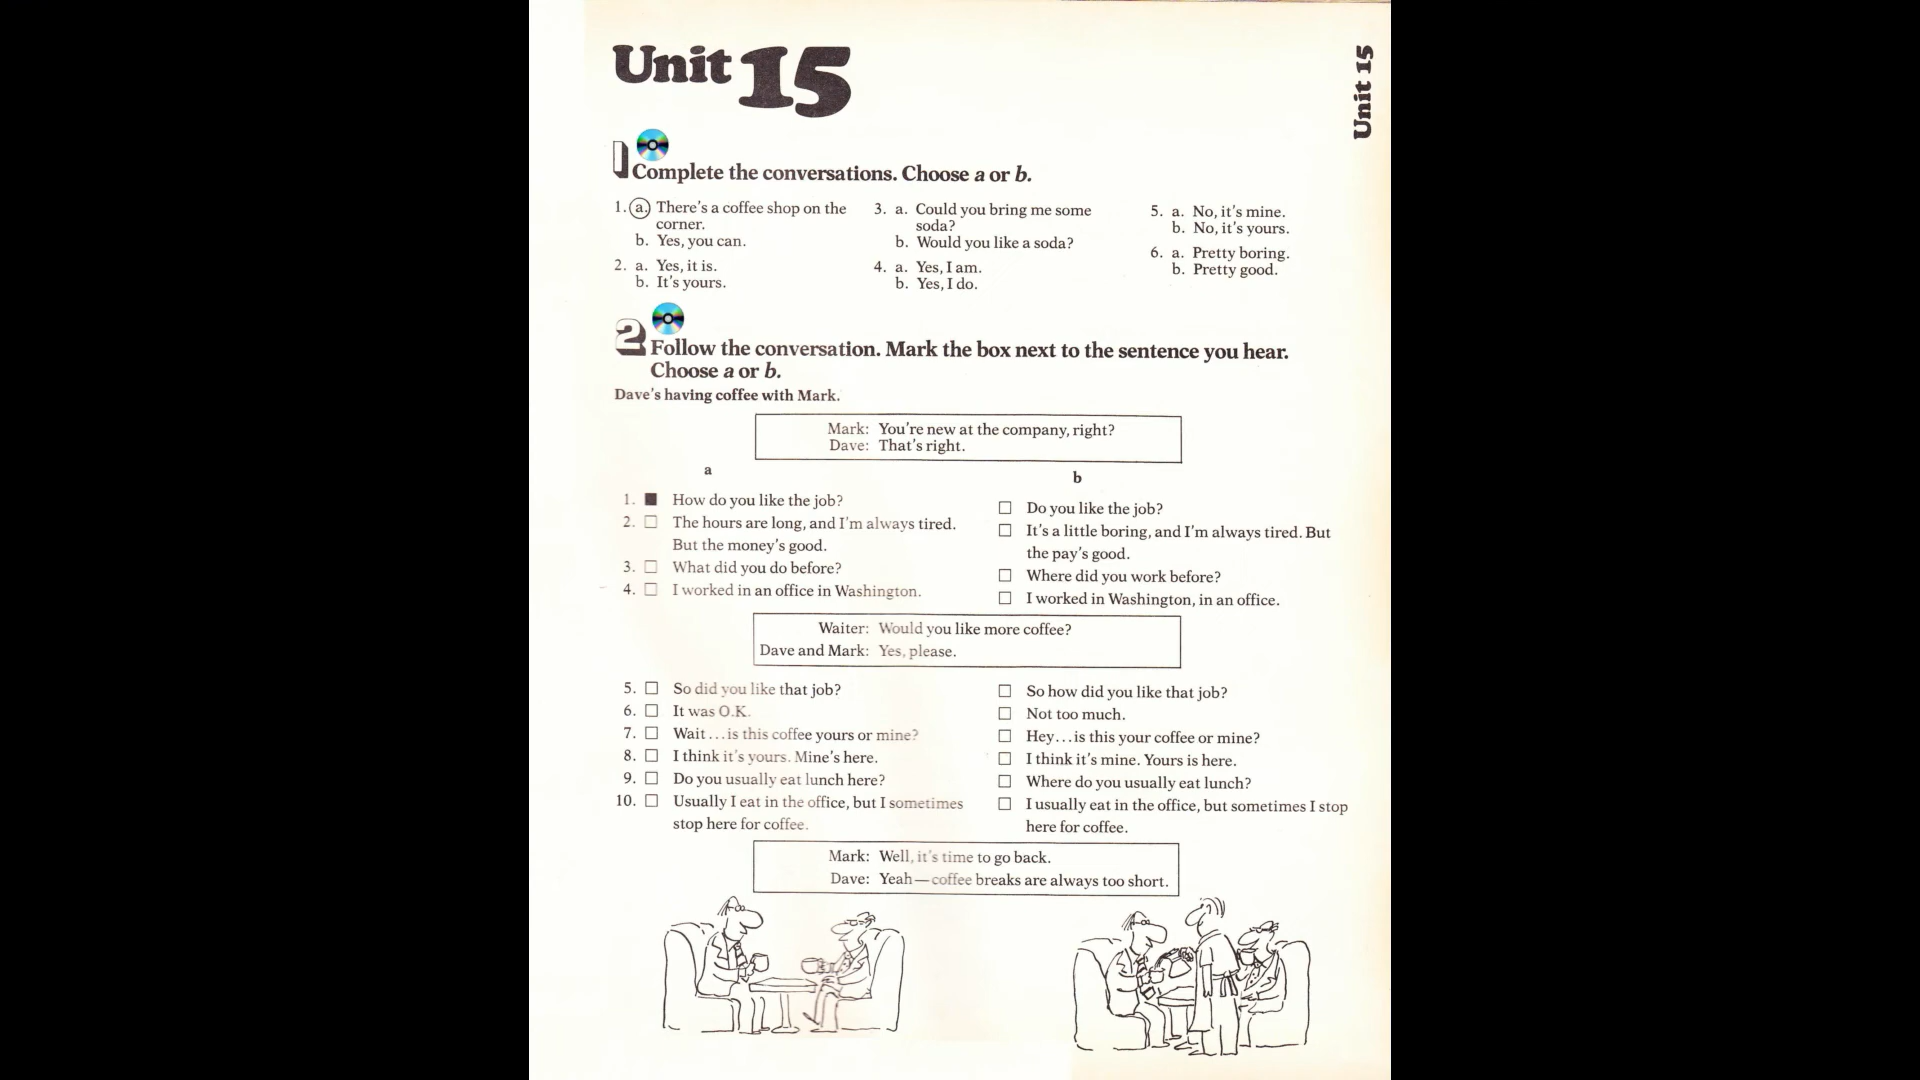 Unit 15
Unit 15
1 Complete the conversations. Choose a or b.
1. a. There's a coffee shop on the
corner.
b. Yes, you can.
2. a. Yes, it is.
b. It's yours.
3. a. Could you bring me some
soda?
b. Would you like a soda?
4. a. Yes, I am.
b. Yes, I do.
5. a. No, it's mine.
b. No, it's yours.
6. a. Pretty boring.
b. Pretty good.
2 Follow the conversation. Mark the box next to the sentence you hear.
Choose a or b.
Dave's having coffee with Mark.
Mark: You're new at the company, right?
Dave: That's right.
a
1. How do you like the job?
2. The hours are long, and I'm always tired.
But the money's good.
3. What did you do before?
4. I worked in an office in Washington.
b
Do you like the job?
It's a little boring, and I'm always tired. But
the pay's good.
Where did you work before?
I worked in Washington, in an office.
Waiter: Would you like more coffee?
Dave and Mark: Yes, please.
5. So did you like that job?
6. It was O.K.
7. Wait...is this coffee yours or mine?
8. I think it's yours. Mine's here.
9. Do you usually eat lunch here?
10. Usually I eat in the office, but I sometimes
stop here for coffee.
So how did you like that job?
Not too much.
Hey...is this your coffee or mine?
I think it's mine. Yours is here.
Where do you usually eat lunch?
I usually eat in the office, but sometimes I stop
here for coffee.
Mark: Well, it's time to go back.
Dave: Yeah—coffee breaks are always too short.